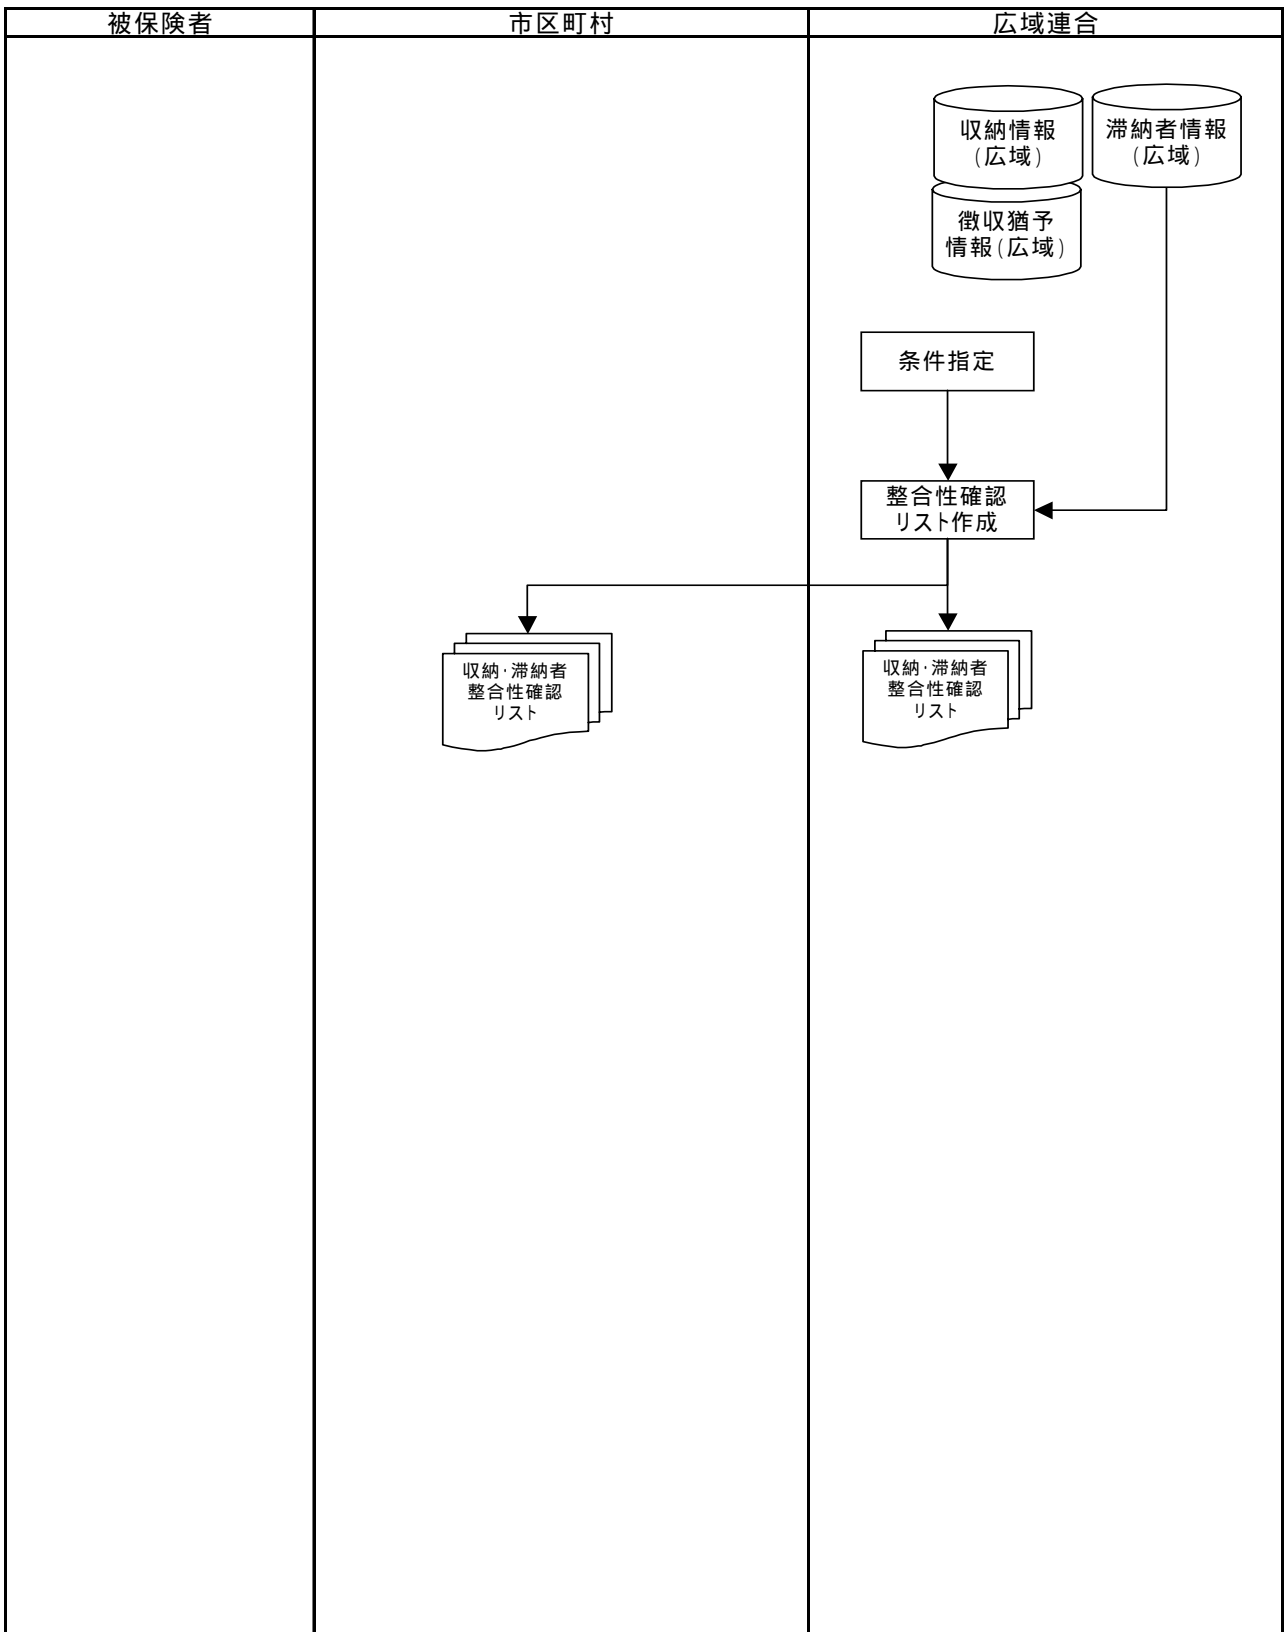 被保険者
市区町村
広域連合
収納情報
(広域)
滞納者情報
(広域)
徴収猶予
情報(広域)
条件指定
整合性確認
リスト作成
収納・滞納者
整合性確認
リスト
収納・滞納者
整合性確認
リスト